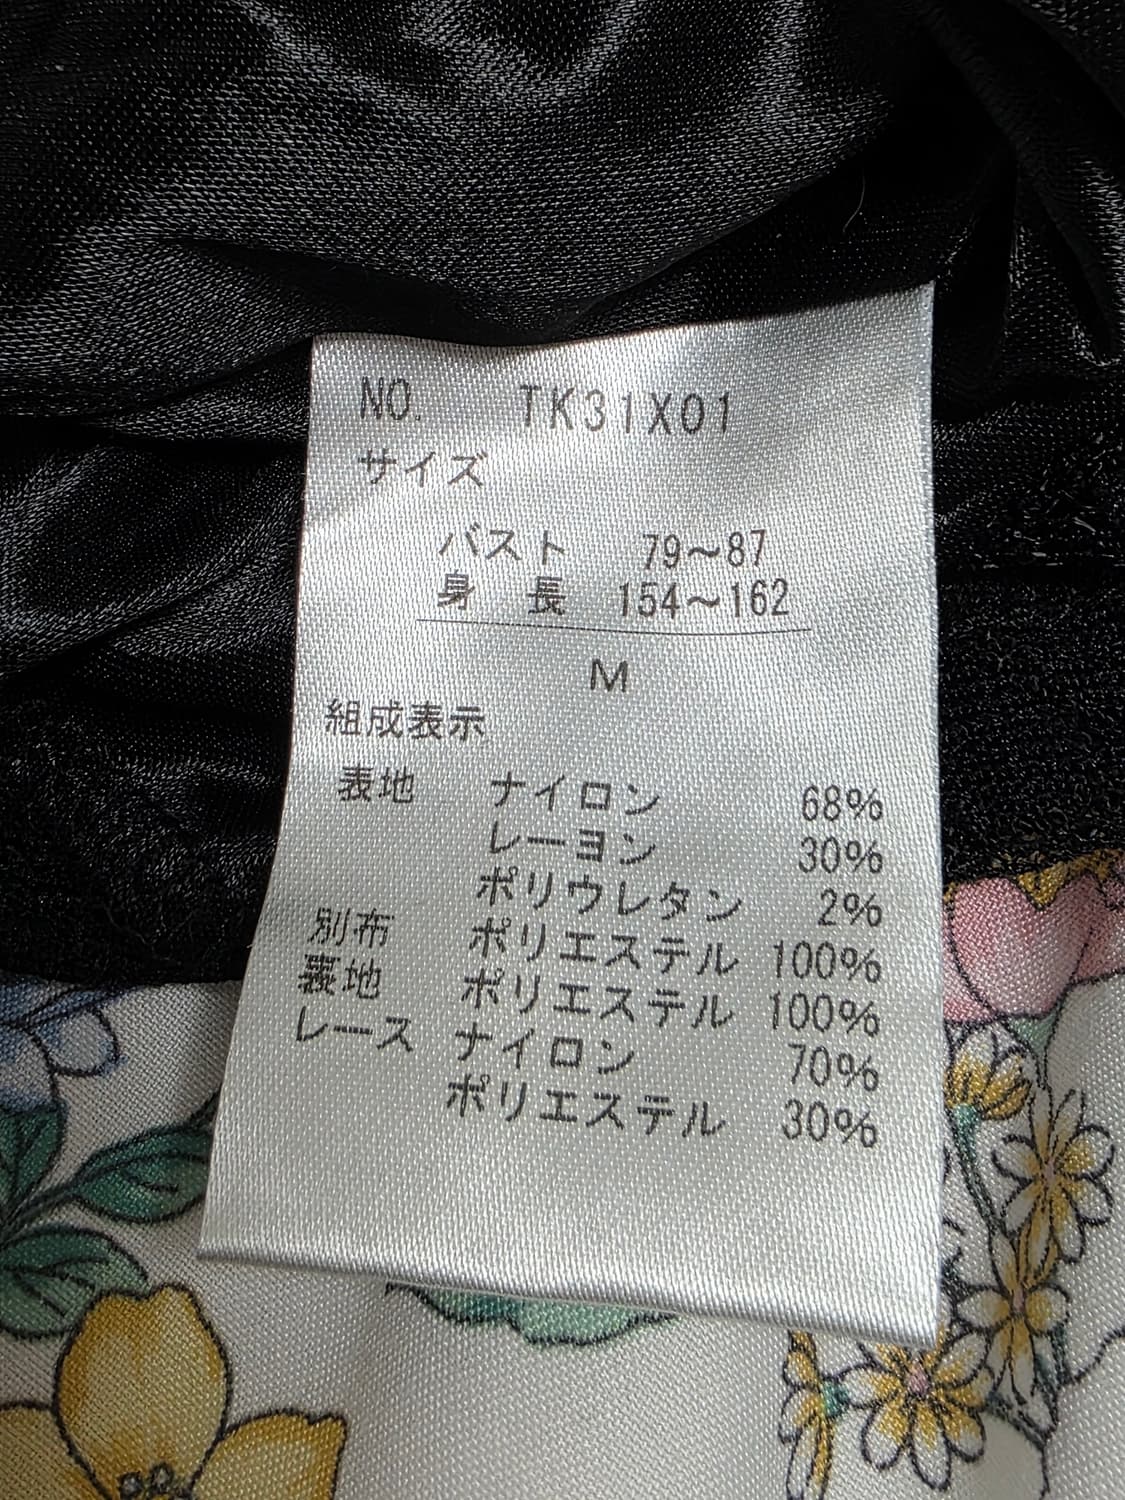 NO. TK31X01
サイズ
バスト 79～87
身 長 154～162
M
組成表示
表地 ナイロン 68%
レーヨン 30%
ポリウレタン 2%
別布 ポリエステル 100%
裏地 ポリエステル 100%
レース ナイロン 70%
ポリエステル 30%